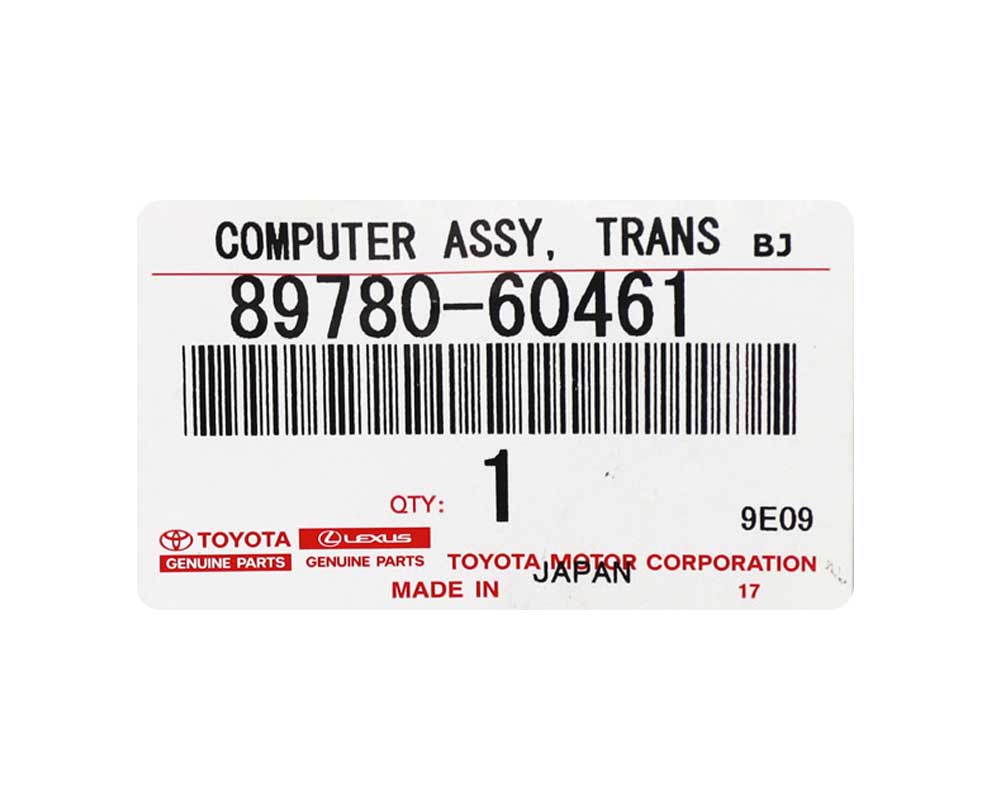 COMPUTER ASSY, TRANS BJ
89780-60461
QTY: 1
9E09
TOYOTA LEXUS
GENUINE PARTS GENUINE PARTS TOYOTA MOTOR CORPORATION
MADE IN JAPAN 17